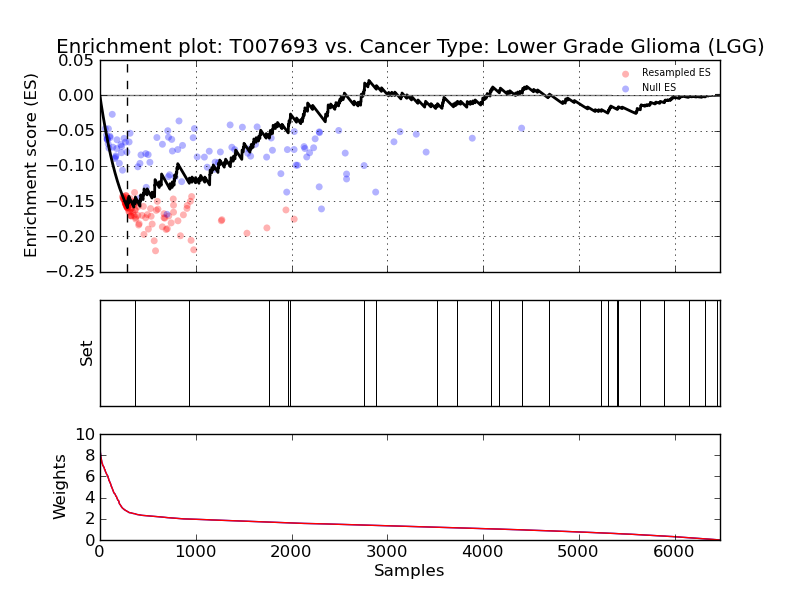 Enrichment plot: T007693 vs. Cancer Type: Lower Grade Glioma (LGG)
0.05
0.00
−0.05
−0.10
−0.15
−0.20
−0.25
Enrichment score (ES)
Resampled ES
Null ES
Set
10
8
6
4
2
0
Weights
0 1000 2000 3000 4000 5000 6000
Samples